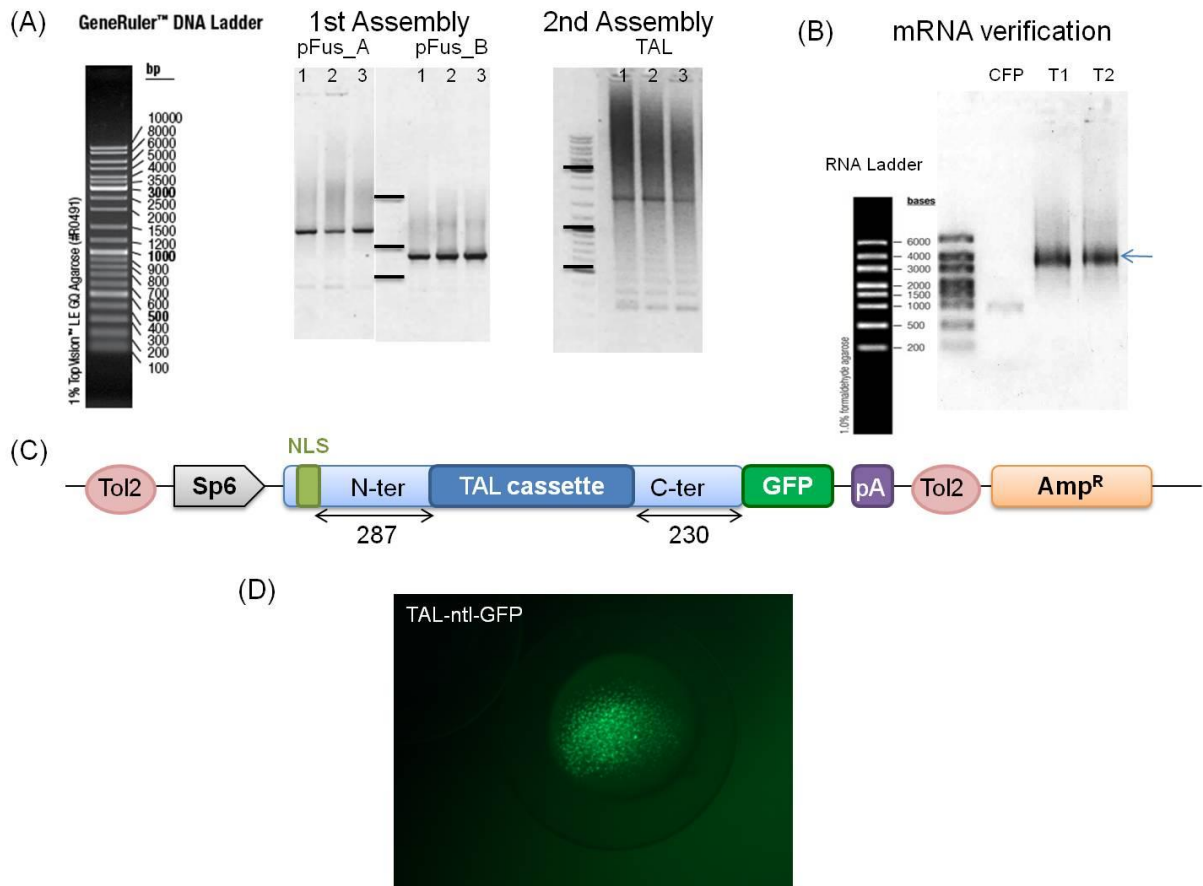 (A)
GeneRuler™ DNA Ladder
bp
10000
8000
6000
5000
4000
3500
3000
2500
2000
1500
1200
1000
900
800
700
600
500
400
300
200
100
1% TopVision™ LE GQ Agarose (#R0491)
1st Assembly
pFus_A pFus_B
1 2 3 1 2 3
2nd Assembly
TAL
1 2 3
(B)
mRNA verification
CFP T1 T2
RNA Ladder
bases
6000
4000
3000
2000
1500
1000
500
200
1.0% formaldehyde agarose
(C)
NLS
Tol2 Sp6 N-ter TAL cassette C-ter GFP pA Tol2 Amp^R
287 230
(D)
TAL-ntl-GFP